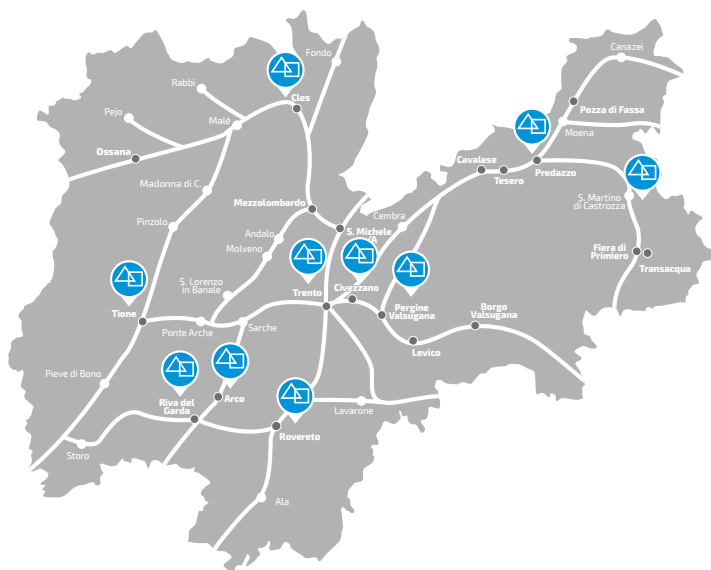 Canazei
Fondo
Rabbi
Cles
Pejo
Pozza di Fassa
Malé
Moena
Ossana
Cavalese
Tesero
Predazzo
Madonna di C.
S. Martino
di Castrozza
Mezzolombardo
Cembra
Pinzolo
Andalo
S. Michele
/A
Molveno
Fiera di
Primiero
Transacqua
S. Lorenzo
in Banale
Trento
Civezzano
Tione
Pergine
Valsugana
Borgo
Valsugana
Ponte Arche
Sarche
Levico
Pieve di Bono
Riva del
Garda
Arco
Lavarone
Rovereto
Storo
Ala